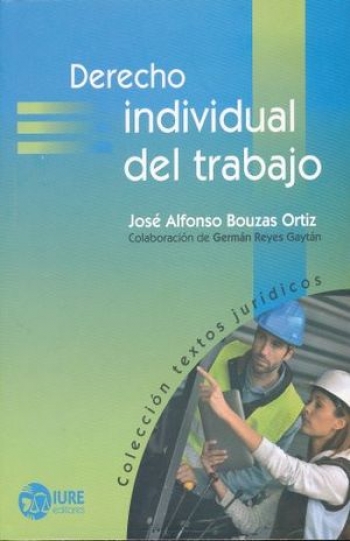 Derecho
individual
del trabajo
José Alfonso Bouzas Ortiz
Colaboración de Germán Reyes Gaytán
Colección textos jurídicos
IURE
editores